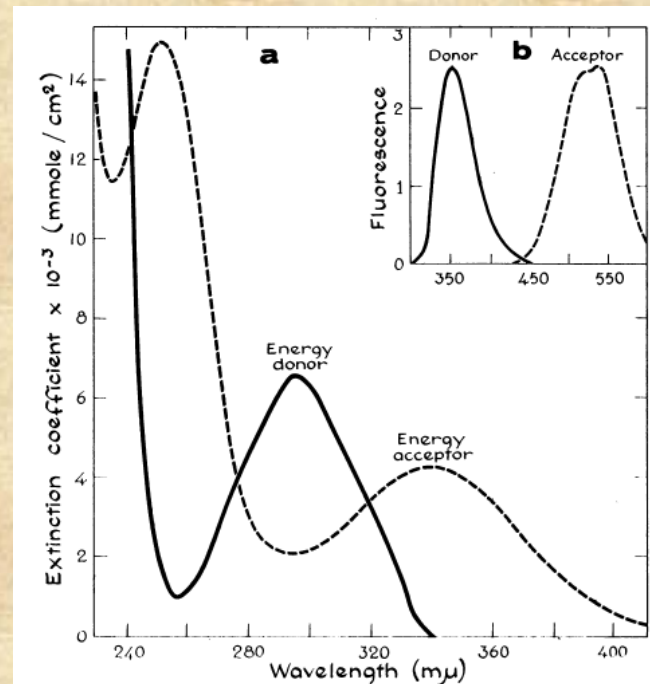 a
Energy
donor
Energy
acceptor
Extinction coefficient x 10⁻³ (mmole / cm²)
14
12
10
8
6
4
2
0
240
280
320
360
400
Wavelength (mμ)
b
Donor
Acceptor
Fluorescence
3
2
1
0
350
450
550